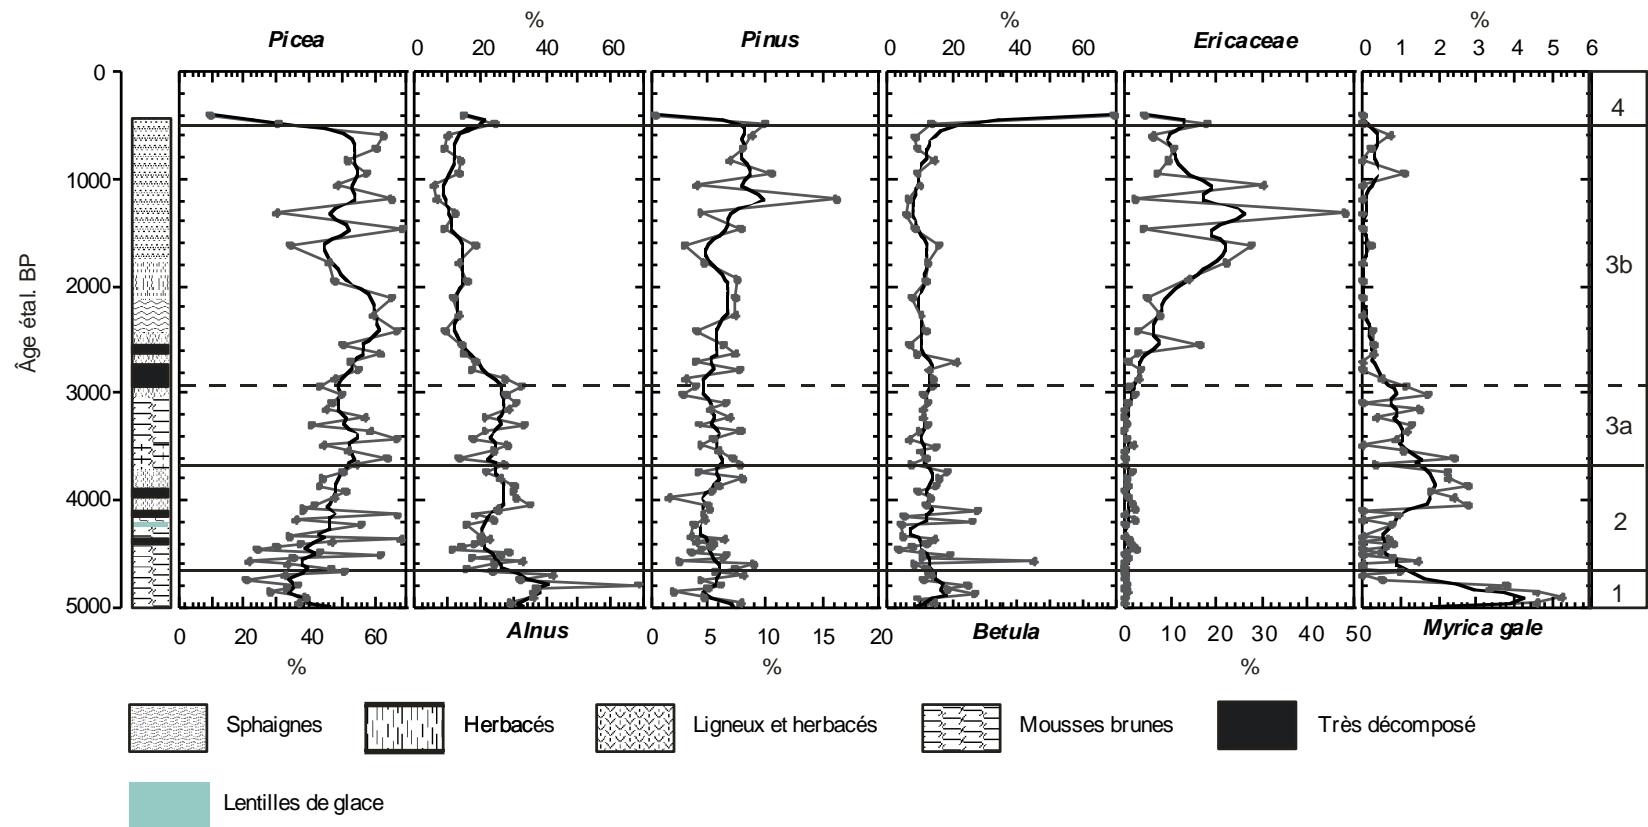 % % %
Picea 0 20 40 60 Pinus 0 20 40 60 Ericaceae 0 1 2 3 4 5 6
0
1000
2000
3000
4000
5000
Âge étal. BP
4
3b
3a
2
1
0 20 40 60 Alnus 0 5 10 15 20 Betula 0 10 20 30 40 50 Myrica gale
% % %
Sphaignes Herbacés Ligneux et herbacés Mousses brunes Très décomposé
Lentilles de glace